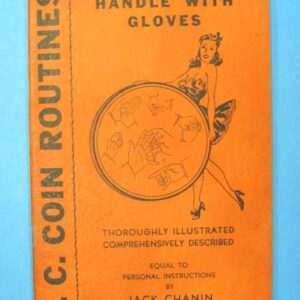 HANDLE WITH
GLOVES
C. COIN ROUTINES
THOROUGHLY ILLUSTRATED
COMPREHENSIVELY DESCRIBED
EQUAL TO
PERSONAL INSTRUCTIONS
BY
JACK CHANIN